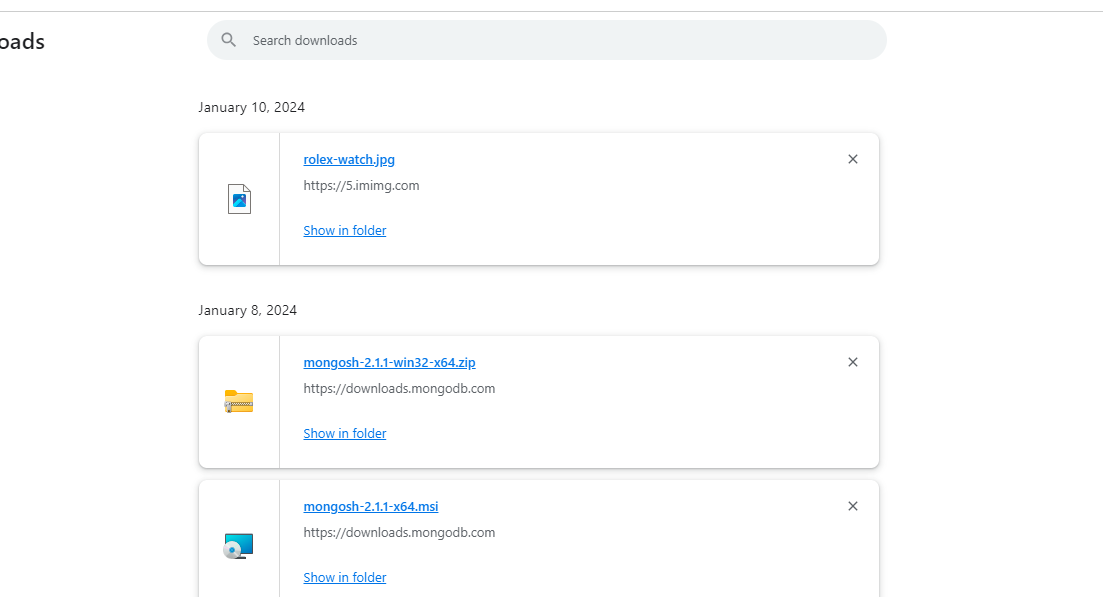 oads
Search downloads
January 10, 2024
rolex-watch.jpg
https://5.imimg.com
Show in folder
January 8, 2024
mongosh-2.1.1-win32-x64.zip
https://downloads.mongodb.com
Show in folder
mongosh-2.1.1-x64.msi
https://downloads.mongodb.com
Show in folder